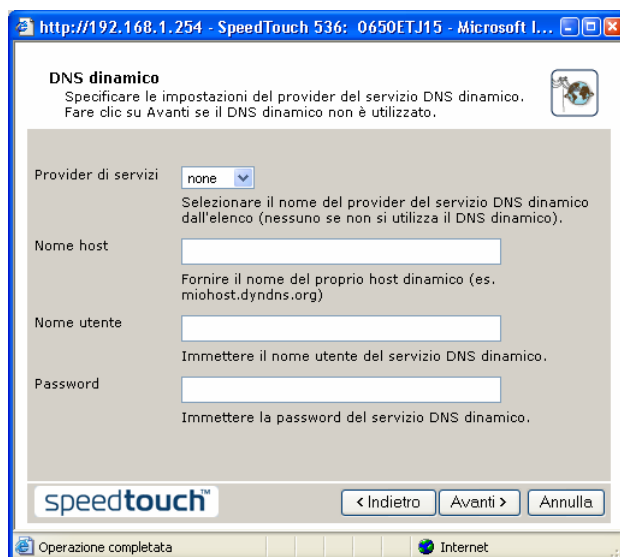 http://192.168.1.254 - SpeedTouch 536: 0650ETJ15 - Microsoft I...
DNS dinamico
Specificare le impostazioni del provider del servizio DNS dinamico.
Fare clic su Avanti se il DNS dinamico non è utilizzato.
Provider di servizi
none
Selezionare il nome del provider del servizio DNS dinamico
dall'elenco (nessuno se non si utilizza il DNS dinamico).
Nome host
Fornire il nome del proprio host dinamico (es.
miohost.dyndns.org)
Nome utente
Immettere il nome utente del servizio DNS dinamico.
Password
Immettere la password del servizio DNS dinamico.
speedtouch™
< Indietro
Avanti >
Annulla
Operazione completata
Internet